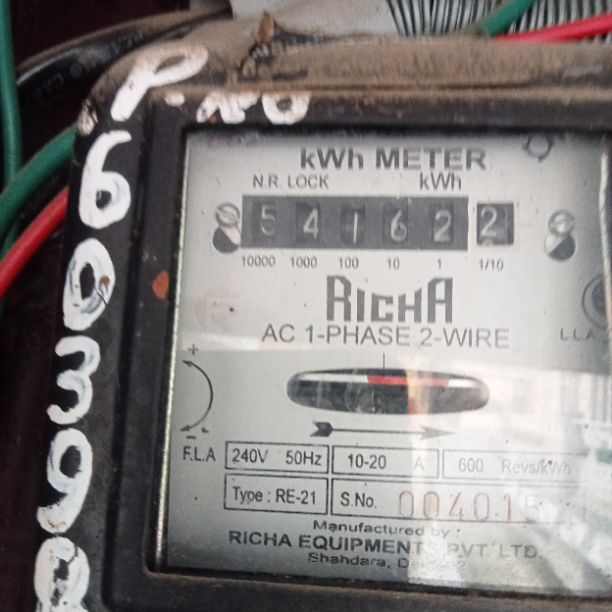 P. No
60398
kWh METER
N.R. LOCK kWh
5 4 1 6 2 2
10000 1000 100 10 1 1/10
RICHA
AC 1-PHASE 2-WIRE
L.L.A
+
-
F.L.A
240V 50Hz 10-20 A 600 Revs/kWh
Type : RE-21 S.No. 004015
Manufactured by
RICHA EQUIPMENTS PVT. LTD.
Shahdara,